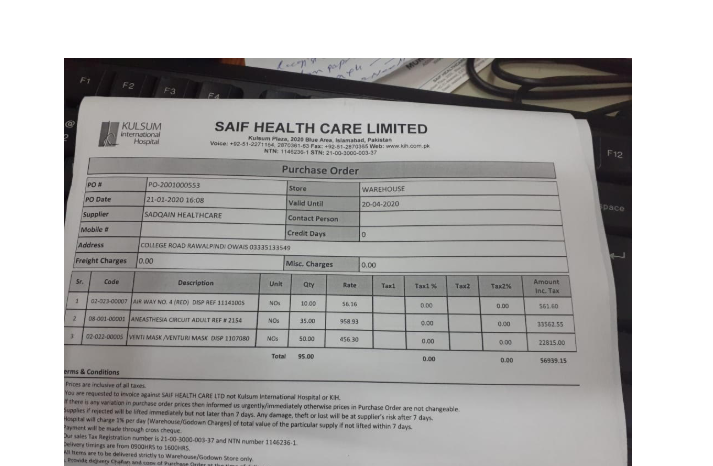 F1 F2 F3 F4
F12
KULSUM
International
Hospital
SAIF HEALTH CARE LIMITED
Kulsum Plaza, 2020 Blue Area, Islamabad, Pakistan
Voice: +92-51-2271154, 2870361-63 Fax: +92-51-2870365 Web: www.kih.com.pk
NTN: 1146236-1 STN: 21-00-3000-003-37
Purchase Order
PO # PO-2001000553 Store WAREHOUSE
PO Date 21-01-2020 16:08 Valid Until 20-04-2020
Supplier SADQAIN HEALTHCARE Contact Person
Mobile # Credit Days 0
Address COLLEGE ROAD RAWALPINDI OWAIS 03335133549
Freight Charges 0.00 Misc. Charges 0.00
Sr. Code Description Unit Qty Rate Tax1 Tax1 % Tax2 Tax2% Amount Inc. Tax
1 02-023-00007 AIR WAY NO. 4 (RED) DISP REF 11141005 NOs 10.00 56.16 0.00 0.00 561.60
2 08-001-00001 ANEASTHESIA CIRCUIT ADULT REF # 2154 NOs 35.00 958.93 0.00 0.00 33562.55
3 02-022-00005 VENTI MASK /VENTURI MASK DISP 1107080 NOs 50.00 456.30 0.00 0.00 22815.00
Total 95.00 0.00 0.00 56939.15
erms & Conditions
Prices are inclusive of all taxes.
You are requested to invoice against SAIF HEALTH CARE LTD not Kulsum International Hospital or KIH.
If there is any variation in purchase order prices then informed us urgently/immediately otherwise prices in Purchase Order are not changeable.
Supplies if rejected will be lifted immediately but not later than 7 days. Any damage, theft or lost will be at supplier's risk after 7 days.
Hospital will charge 1% per day (Warehouse/Godown Charges) of total value of the particular supply if not lifted within 7 days.
Payment will be made through cross cheque.
Our sales Tax Registration number is 21-00-3000-003-37 and NTN number 1146236-1.
Delivery timings are from 0900HRS to 1600HRS.
All Items are to be delivered strictly to Warehouse/Godown Store only.